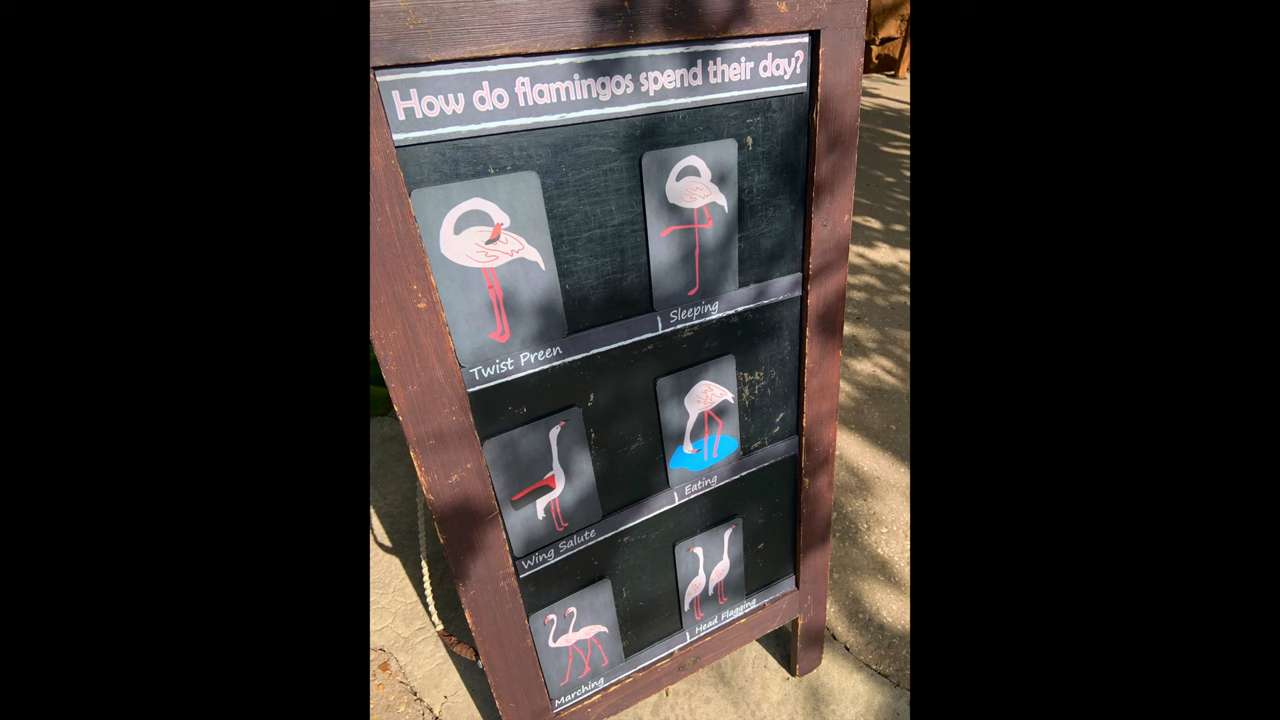 How do flamingos spend their day?
Twist Preen
Sleeping
Wing Salute
Eating
Marching
Head Flagging